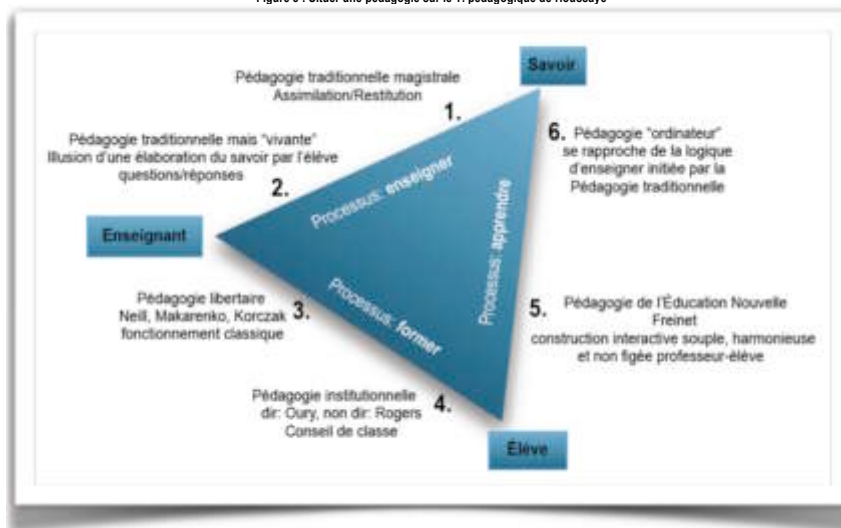 Figure 5 : Situer une pédagogie sur le Tr. pédagogique de Houssaye
Savoir
Pédagogie traditionnelle magistrale
Assimilation/Restitution
1.
Pédagogie traditionnelle mais "vivante"
Illusion d'une élaboration du savoir par l'élève
questions/réponses
2.
6. Pédagogie "ordinateur"
se rapproche de la logique
d'enseigner initiée par la
Pédagogie traditionnelle
Processus: enseigner
Processus: apprendre
Enseignant
Processus: former
Pédagogie libertaire
Neill, Makarenko, Korczak
fonctionnement classique
3.
5. Pédagogie de l'Éducation Nouvelle
Freinet
construction interactive souple, harmonieuse
et non figée professeur-élève
Pédagogie institutionnelle
dir: Oury, non dir: Rogers
Conseil de classe
4.
Élève